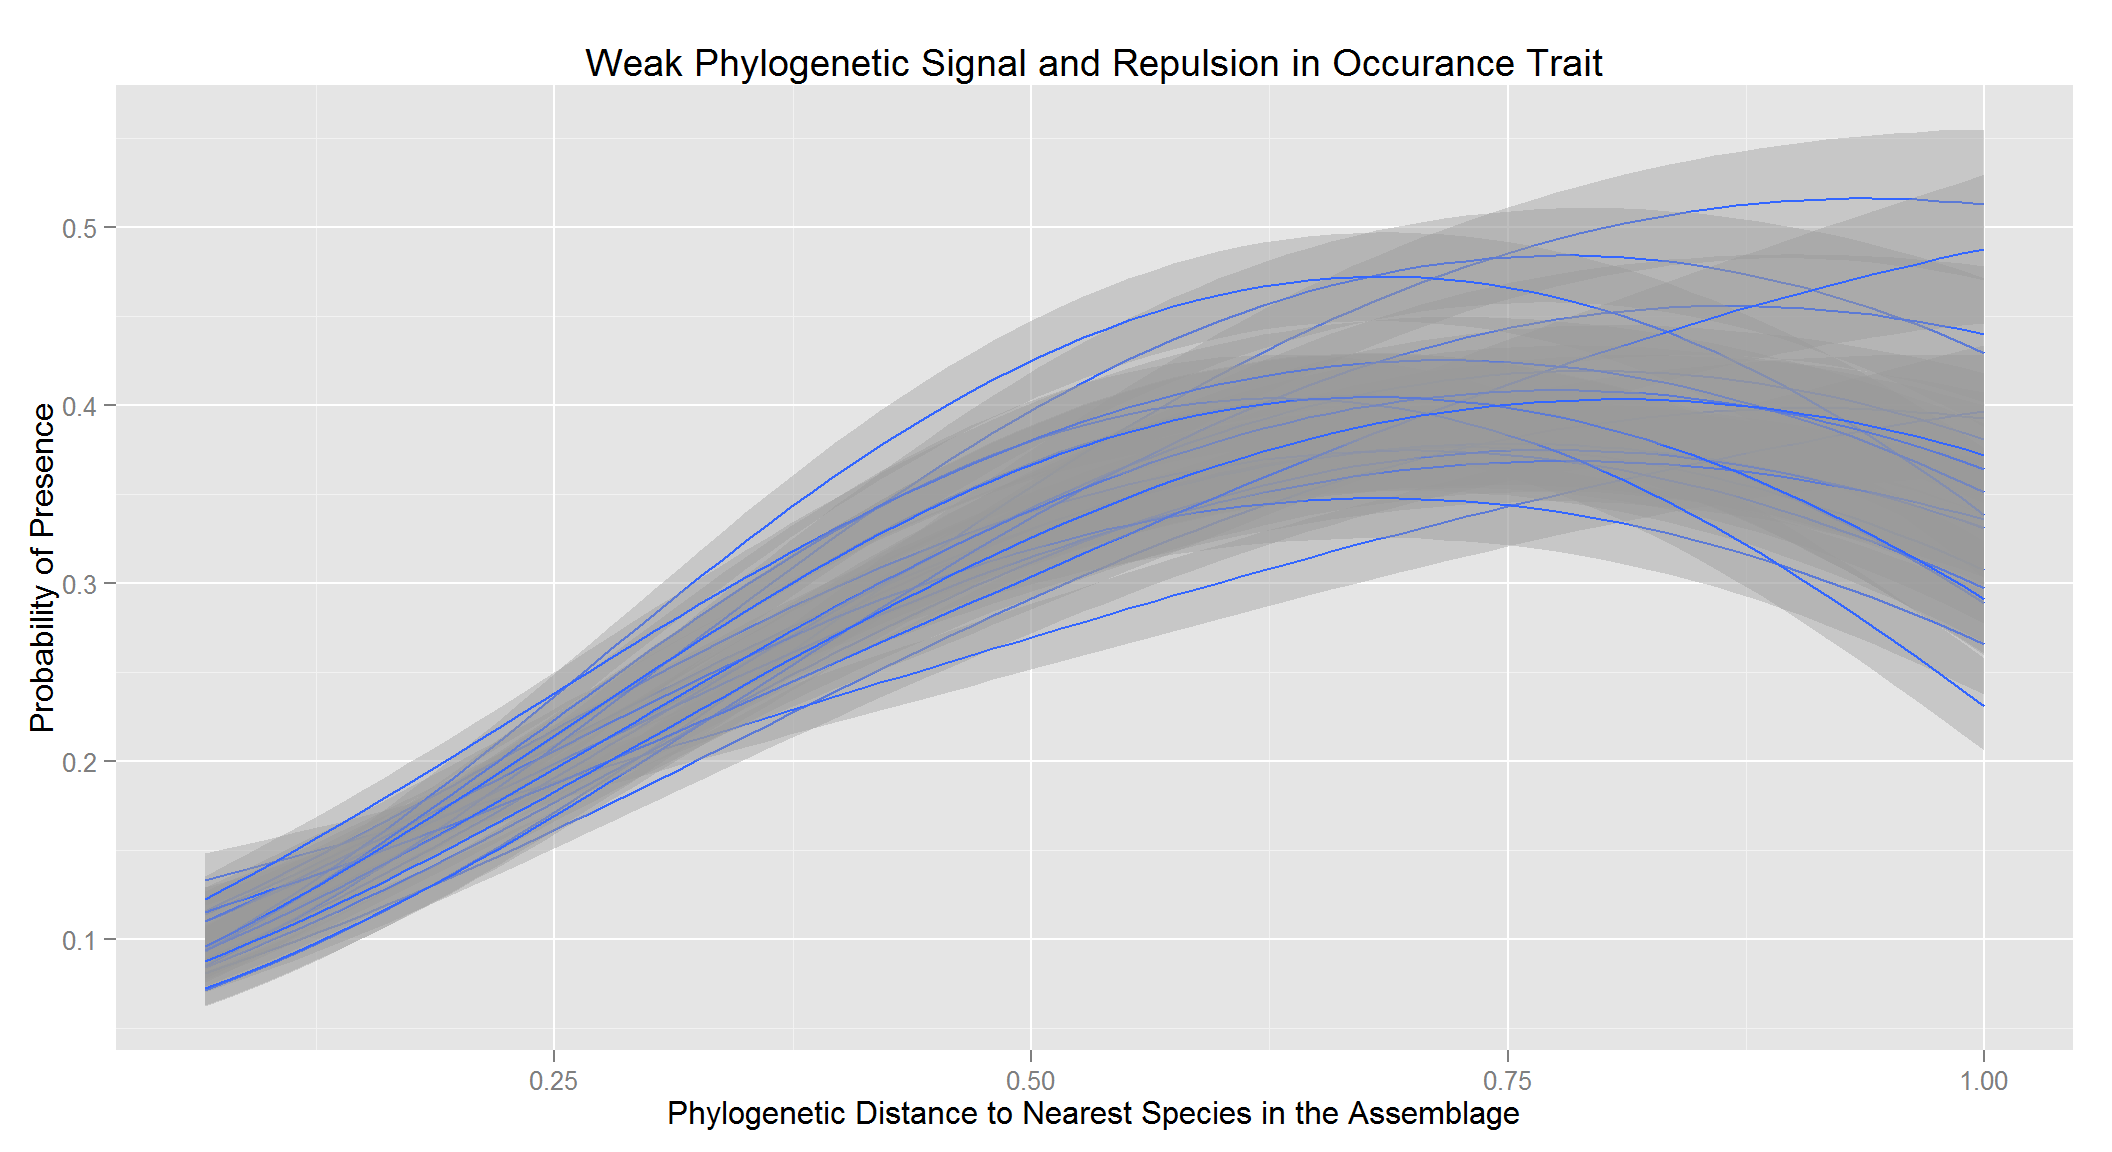 Weak Phylogenetic Signal and Repulsion in Occurance Trait
Probability of Presence
0.5
0.4
0.3
0.2
0.1
0.25 0.50 0.75 1.00
Phylogenetic Distance to Nearest Species in the Assemblage